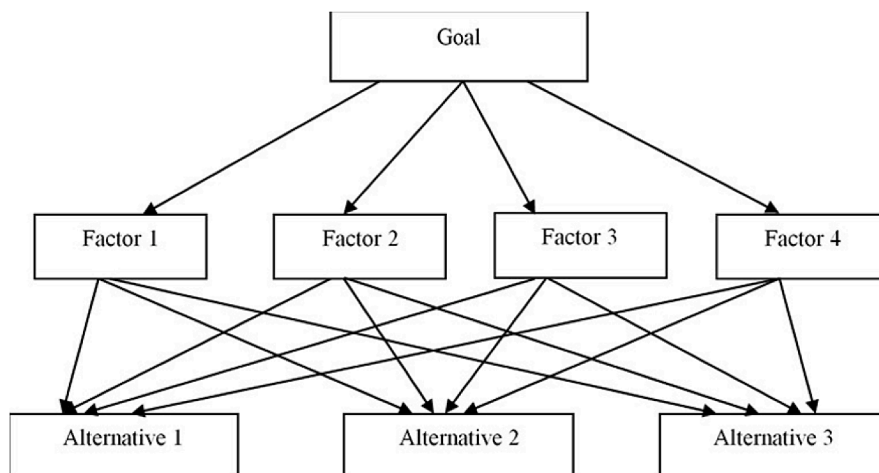 Goal
Factor 1
Factor 2
Factor 3
Factor 4
Alternative 1
Alternative 2
Alternative 3